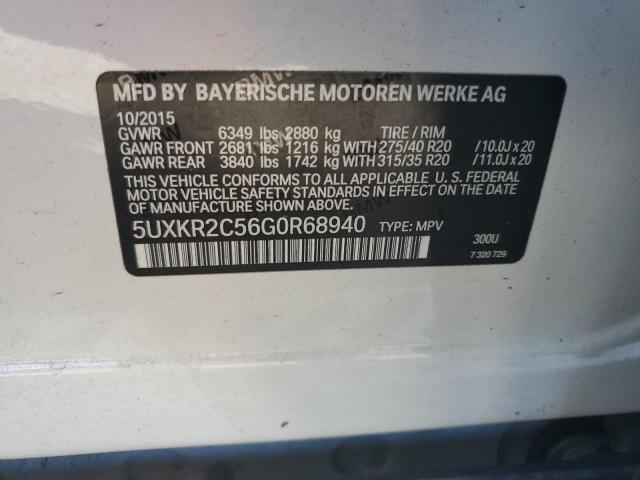 MFD BY BAYERISCHE MOTOREN WERKE AG
10/2015
GVWR 6349 lbs 2880 kg TIRE / RIM
GAWR FRONT 2681 lbs 1216 kg WITH 275/40 R20 / 10.0J x 20
GAWR REAR 3840 lbs 1742 kg WITH 315/35 R20 / 11.0J x 20
THIS VEHICLE CONFORMS TO ALL APPLICABLE U. S. FEDERAL
MOTOR VEHICLE SAFETY STANDARDS IN EFFECT ON THE DATE
OF MANUFACTURE SHOWN ABOVE.
5UXKR2C56G0R68940 TYPE: MPV
300U
7 320 729